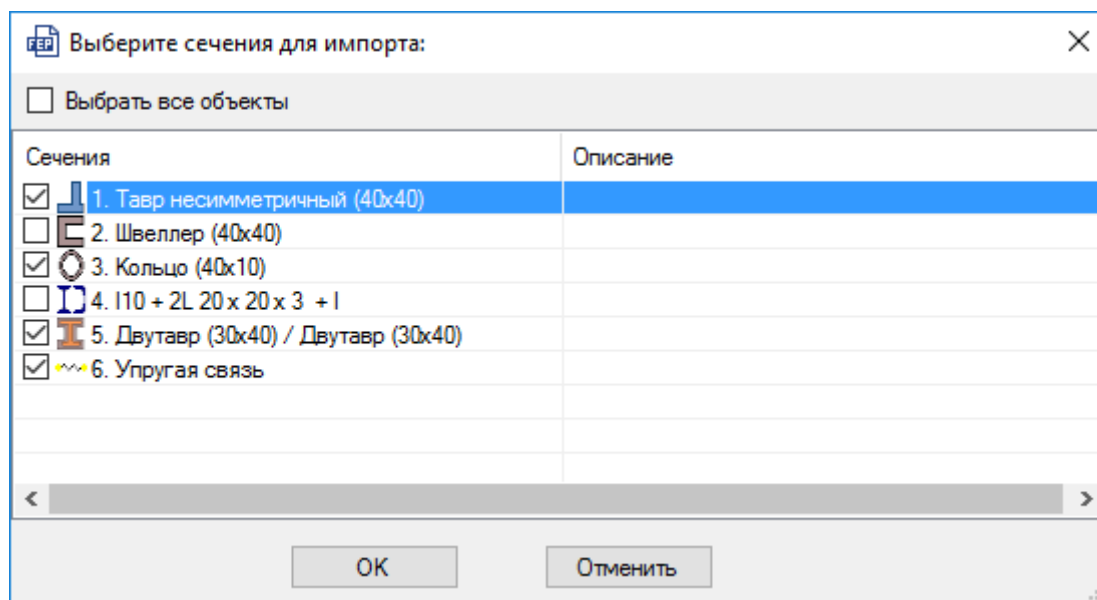 FEP Выберите сечения для импорта:
Выбрать все объекты
Сечения Описание
1. Тавр несимметричный (40x40)
2. Швеллер (40x40)
3. Кольцо (40x10)
4. I10 + 2L 20 x 20 x 3 + I
5. Двутавр (30x40) / Двутавр (30x40)
6. Упругая связь
OK Отменить